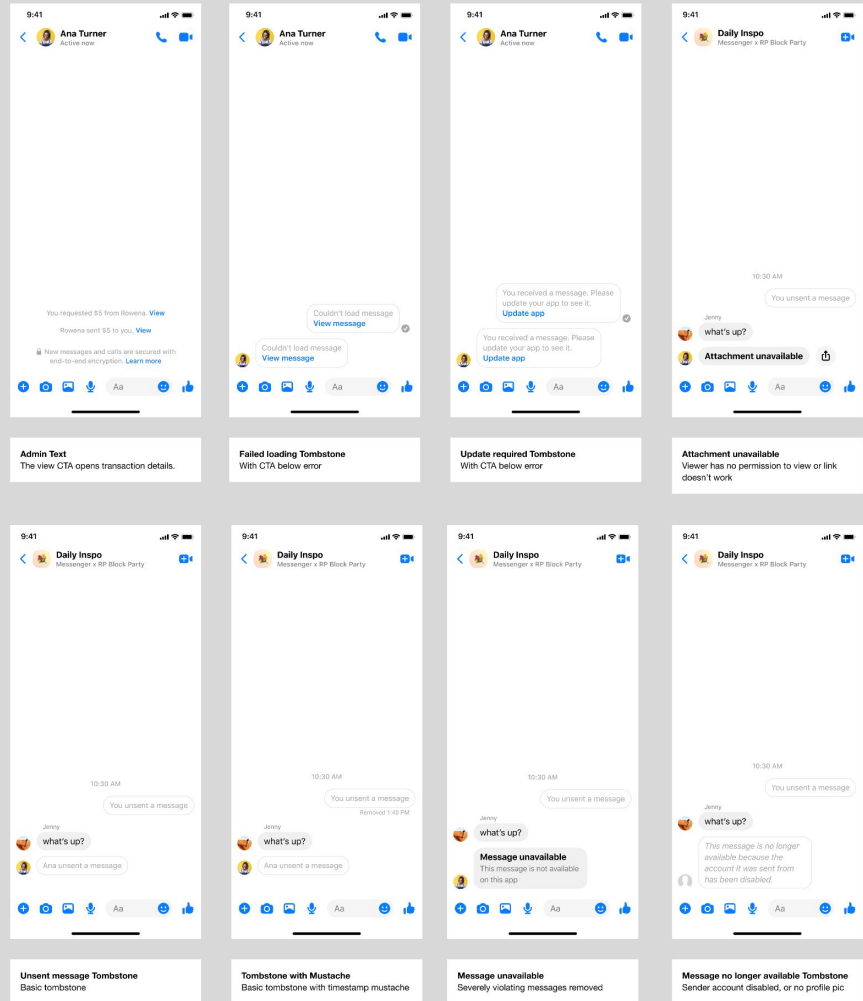 9:41
Ana Turner
Active now
You requested $5 from Rowena. View
Rowena sent $5 to you. View
New messages and calls are secured with
end-to-end encryption. Learn more
Aa
Admin Text
The view CTA opens transaction details.
9:41
Ana Turner
Active now
Couldn't load message
View message
Couldn't load message
View message
Aa
Failed loading Tombstone
With CTA below error
9:41
Ana Turner
Active now
You received a message. Please
update your app to see it.
Update app
You received a message. Please
update your app to see it.
Update app
Aa
Update required Tombstone
With CTA below error
9:41
Daily Inspo
Messenger x RP Block Party
10:30 AM
You unsent a message
Jenny
what's up?
Attachment unavailable
Aa
Attachment unavailable
Viewer has no permission to view or link
doesn't work
9:41
Daily Inspo
Messenger x RP Block Party
10:30 AM
You unsent a message
Jenny
what's up?
Ana unsent a message
Aa
Unsent message Tombstone
Basic tombstone
9:41
Daily Inspo
Messenger x RP Block Party
10:30 AM
You unsent a message
Removed 1:40 PM
Jenny
what's up?
Ana unsent a message
Aa
Tombstone with Mustache
Basic tombstone with timestamp mustache
9:41
Daily Inspo
Messenger x RP Block Party
10:30 AM
You unsent a message
Jenny
what's up?
Message unavailable
This message is not available
on this app
Aa
Message unavailable
Severely violating messages removed
9:41
Daily Inspo
Messenger x RP Block Party
10:30 AM
You unsent a message
Jenny
what's up?
This message is no longer
available because the
account it was sent from
has been disabled.
Aa
Message no longer available Tombstone
Sender account disabled, or no profile pic